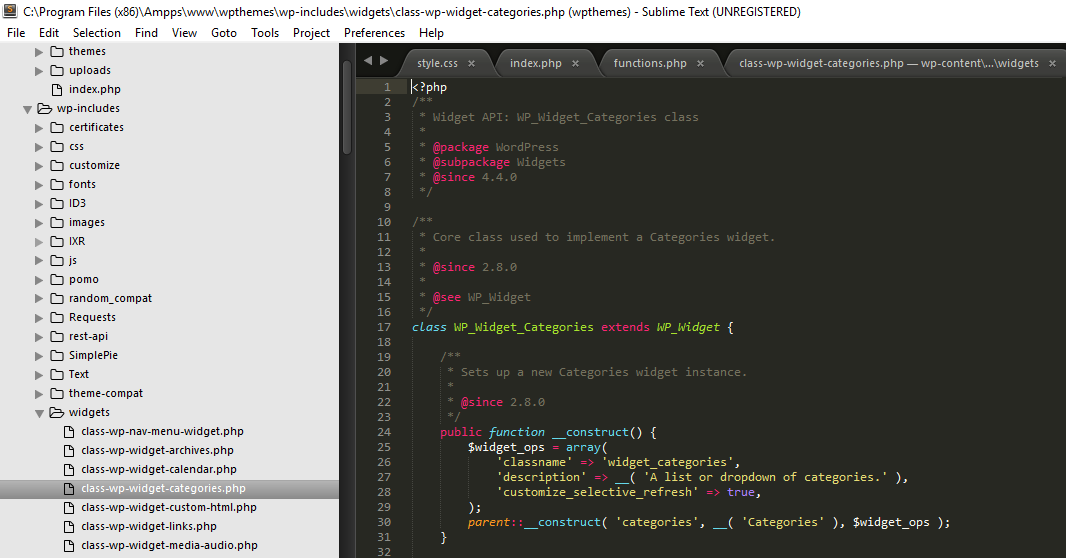 C:\Program Files (x86)\Ampps\www\wpthemes\wp-includes\widgets\class-wp-widget-categories.php (wpthemes) - Sublime Text (UNREGISTERED)
File Edit Selection Find View Goto Tools Project Preferences Help
themes
uploads
index.php
wp-includes
certificates
css
customize
fonts
ID3
images
IXR
js
pomo
random_compat
Requests
rest-api
SimplePie
Text
theme-compat
widgets
class-wp-nav-menu-widget.php
class-wp-widget-archives.php
class-wp-widget-calendar.php
class-wp-widget-categories.php
class-wp-widget-custom-html.php
class-wp-widget-links.php
class-wp-widget-media-audio.php
style.css × index.php × functions.php × class-wp-widget-categories.php — wp-content\...\widgets ×
1 <?php
2 /**
3 * Widget API: WP_Widget_Categories class
4 *
5 * @package WordPress
6 * @subpackage Widgets
7 * @since 4.4.0
8 */
9
10 /**
11 * Core class used to implement a Categories widget.
12 *
13 * @since 2.8.0
14 *
15 * @see WP_Widget
16 */
17 class WP_Widget_Categories extends WP_Widget {
18
19 /**
20 * Sets up a new Categories widget instance.
21 *
22 * @since 2.8.0
23 */
24 public function __construct() {
25 $widget_ops = array(
26 'classname' => 'widget_categories',
27 'description' => __( 'A list or dropdown of categories.' ),
28 'customize_selective_refresh' => true,
29 );
30 parent::__construct( 'categories', __( 'Categories' ), $widget_ops );
31 }
32